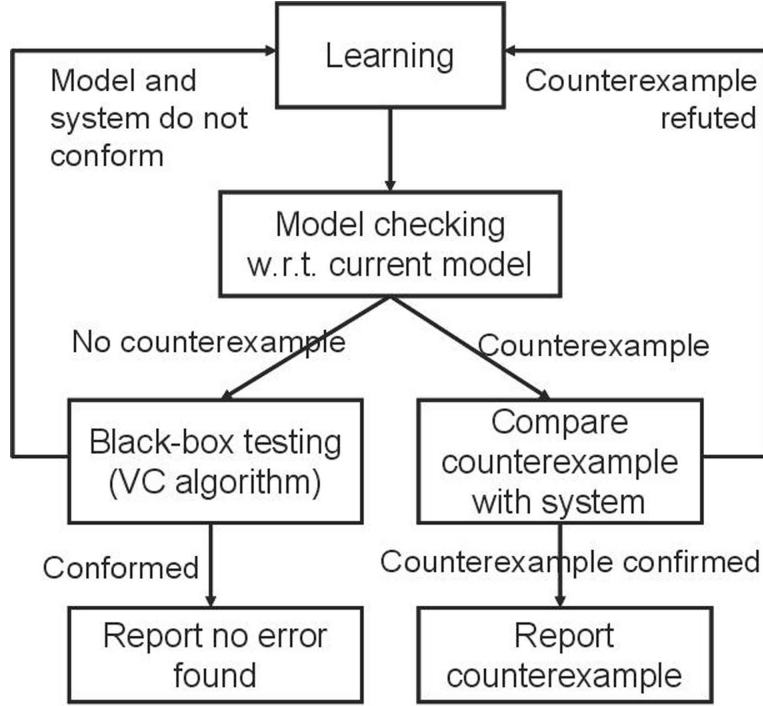 Learning
Model and
system do not
conform
Counterexample
refuted
Model checking
w.r.t. current model
No counterexample
Counterexample
Black-box testing
(VC algorithm)
Compare
counterexample
with system
Conformed
Counterexample confirmed
Report no error
found
Report
counterexample